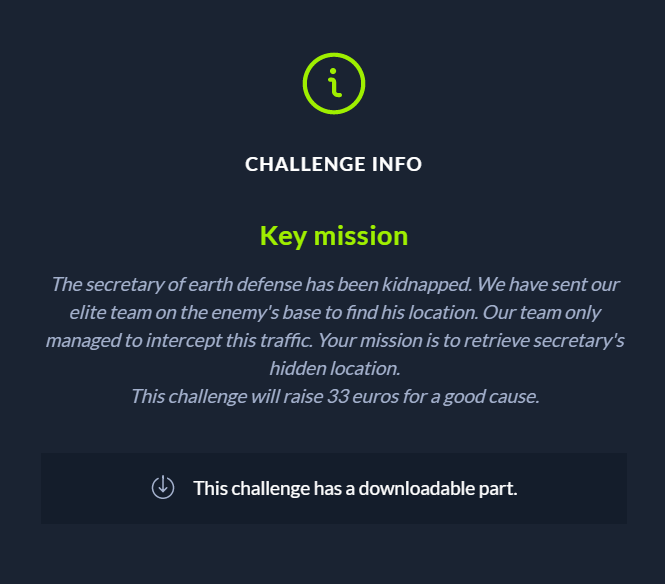 CHALLENGE INFO
Key mission
The secretary of earth defense has been kidnapped. We have sent our
elite team on the enemy's base to find his location. Our team only
managed to intercept this traffic. Your mission is to retrieve secretary's
hidden location.
This challenge will raise 33 euros for a good cause.
This challenge has a downloadable part.